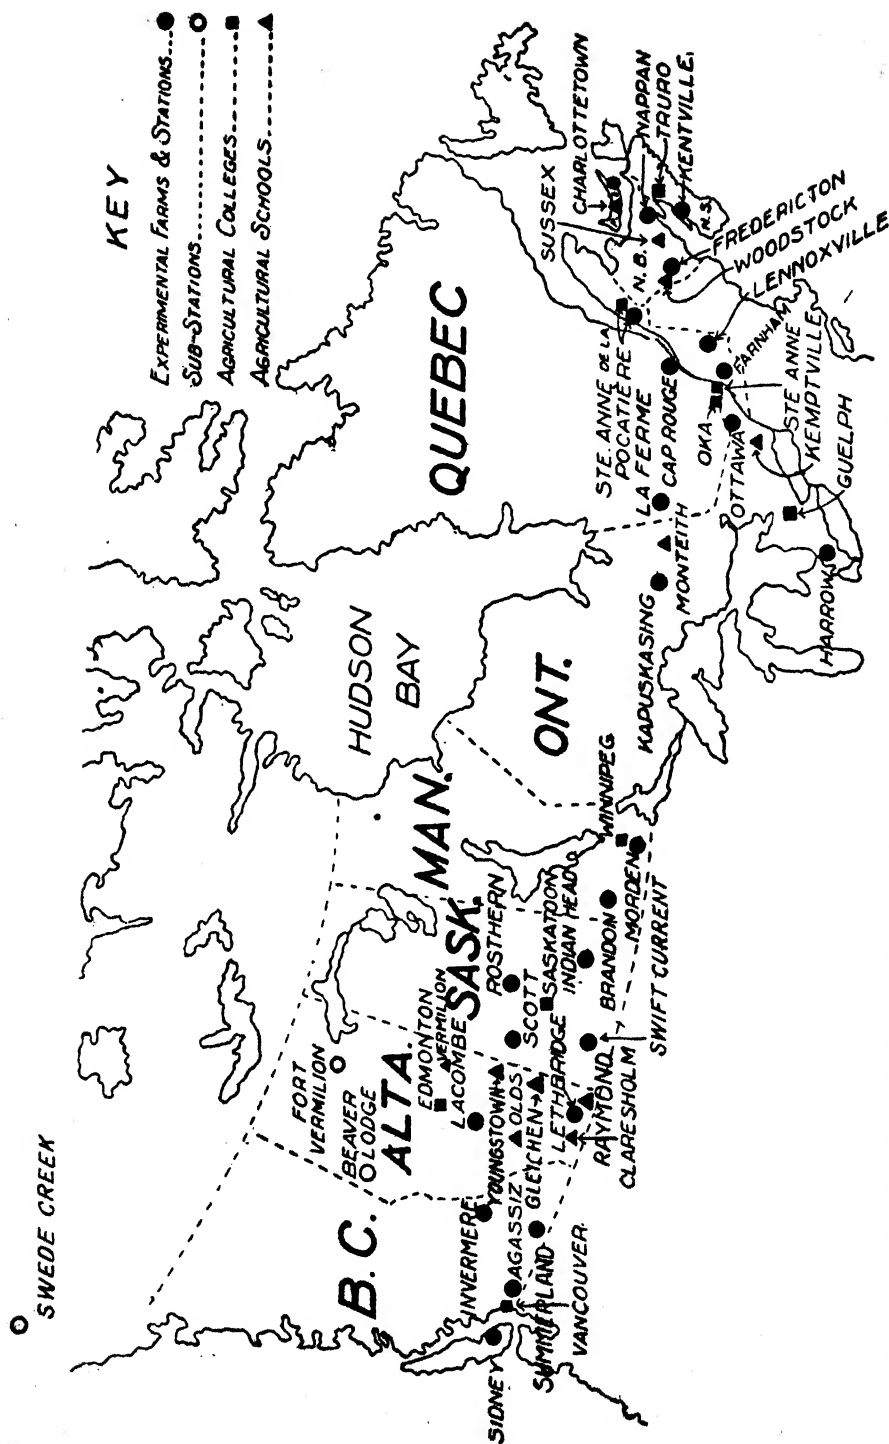 KEY
EXPERIMENTAL FARMS & STATIONS...
SUB-STATIONS
AGRICULTURAL COLLEGES
AGRICULTURAL SCHOOLS
SWEDE CREEK
FORT
VERMILION
BEAVER
LODGE
B.C.
ALTA.
SASK.
MAN.
HUDSON
BAY
ONT.
QUEBEC
EDMONTON
VERMILION
LACOMBE
YOUNGSTOWN
OLDS
GLEICHEN
LETHBRIDGE
RAYMOND
CLARESHOLM
INVERMERE
AGASSIZ
SUMMERLAND
VANCOUVER.
SIDNEY
ROSTHERN
SCOTT
SASKATOON
INDIAN HEAD
SWIFT CURRENT
BRANDON
MORDEN
WINNIPEG
KAPUSKASING
MONTEITH
HARROW
GUELPH
KEMPTVILLE
OTTAWA
OKA
STE ANNE
FARNHAM
LA FERME
CAP ROUGE
STE. ANNE DE LA
POCATIERE
LENNOXVILLE
WOODSTOCK
FREDERICTON
N.B.
SUSSEX
CHARLOTTETOWN
NAPPAN
TRURO
KENTVILLE.
N.S.